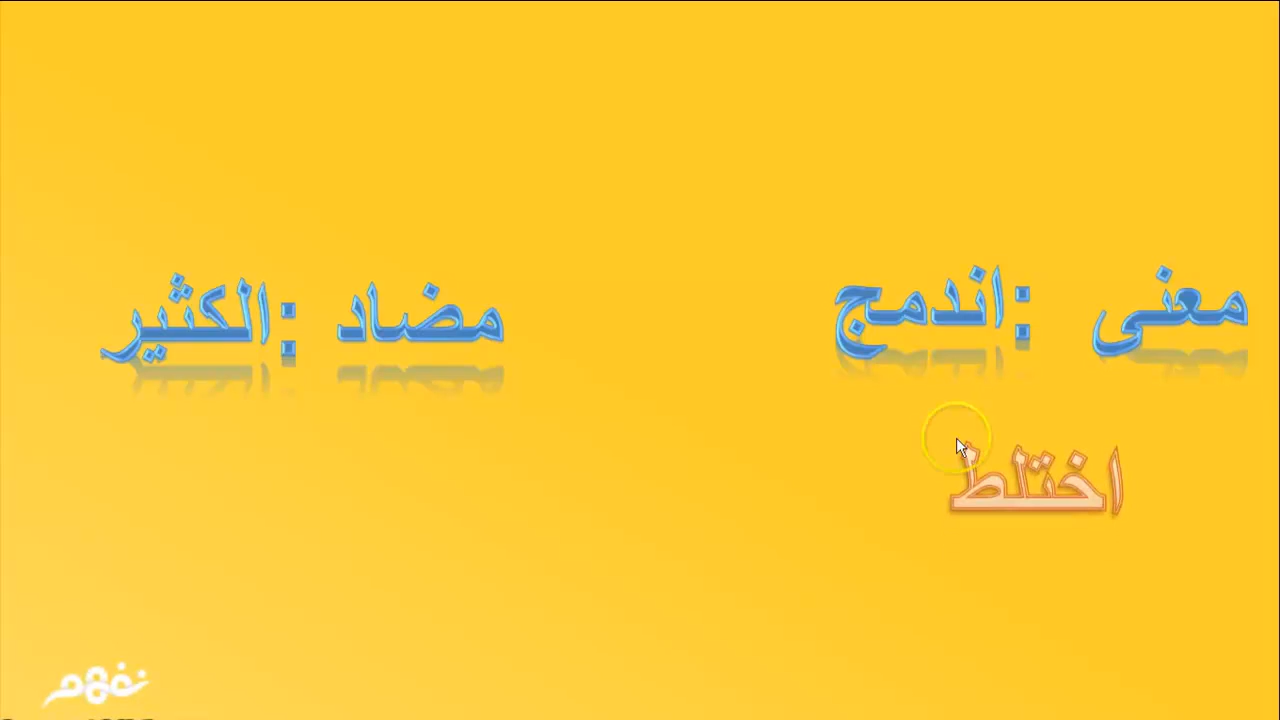 معنى : اندمج
مضاد : الكثير
اختلط
نفهم